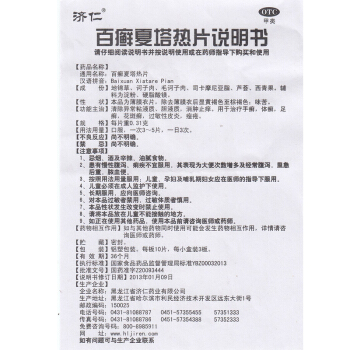 济仁
OTC
甲类
百癣夏塔热片说明书
请仔细阅读说明书并按说明使用或在药师指导下购买和使用
【药品名称】
通用名称：百癣夏塔热片
汉语拼音：Baixuan Xiatare Pian
【成 份】地锦草、诃子肉、毛诃子肉、司卡摩尼亚脂、芦荟、西青果，辅
料为淀粉、硬脂酸镁。
【性 状】本品为薄膜衣片，除去薄膜衣后显黄褐色至棕褐色；味苦。
【功能主治】清除异常粘液质、胆液质，消肿止痒。用于治疗手癣、体癣、足
癣、花斑癣、过敏性皮炎、痤疮。
【规 格】每片重0.31克
【用法用量】口服，一次3～5片，一日3次。
【不良反应】尚不明确。
【禁 忌】尚不明确。
【注意事项】
1、忌烟、酒及辛辣、油腻食物。
2、患有慢性腹泻、痢疾不宜服用，其表现为大便次数增多及经常腹泻，里急
后重、脓血便。
3、按照用法用量服用，儿童、孕妇及哺乳期妇女应在医师的指导下服用。
4、儿童必须在成人监护下使用。
5、长期服用，应向医师咨询。
6、对本品过敏者禁用，过敏体质者慎用。
7、本品性状发生改变时禁止使用。
8、请将本品放在儿童不能接触的地方。
9、如正在使用其他药品，使用本品前请咨询医师或药师。
【药物相互作用】如与其他药物同时使用可能会发生药物相互作用，详情请咨
询医师或药师。
【贮 藏】密封。
【包 装】铝塑包装，每板10片，每小盒装3板。
【有 效 期】36个月
【执行标准】国家食品药品监督管理局标准YBZ00032013
【批准文号】国药准字Z20083444
【说明书修订日期】2013年01月09日
【生产企业】
企业名称：黑龙江省济仁药业有限公司
生产地址：黑龙江省哈尔滨市利民经济技术开发区远东大街1号
邮政编码：150025
电话号码：0431-81088787 0451-57355455 57351333
传真号码：0431-81088788 0451-57354388 57352333
免费咨询：800-6985911
网 址：www.hljjren.com
如有问题可与生产企业联系